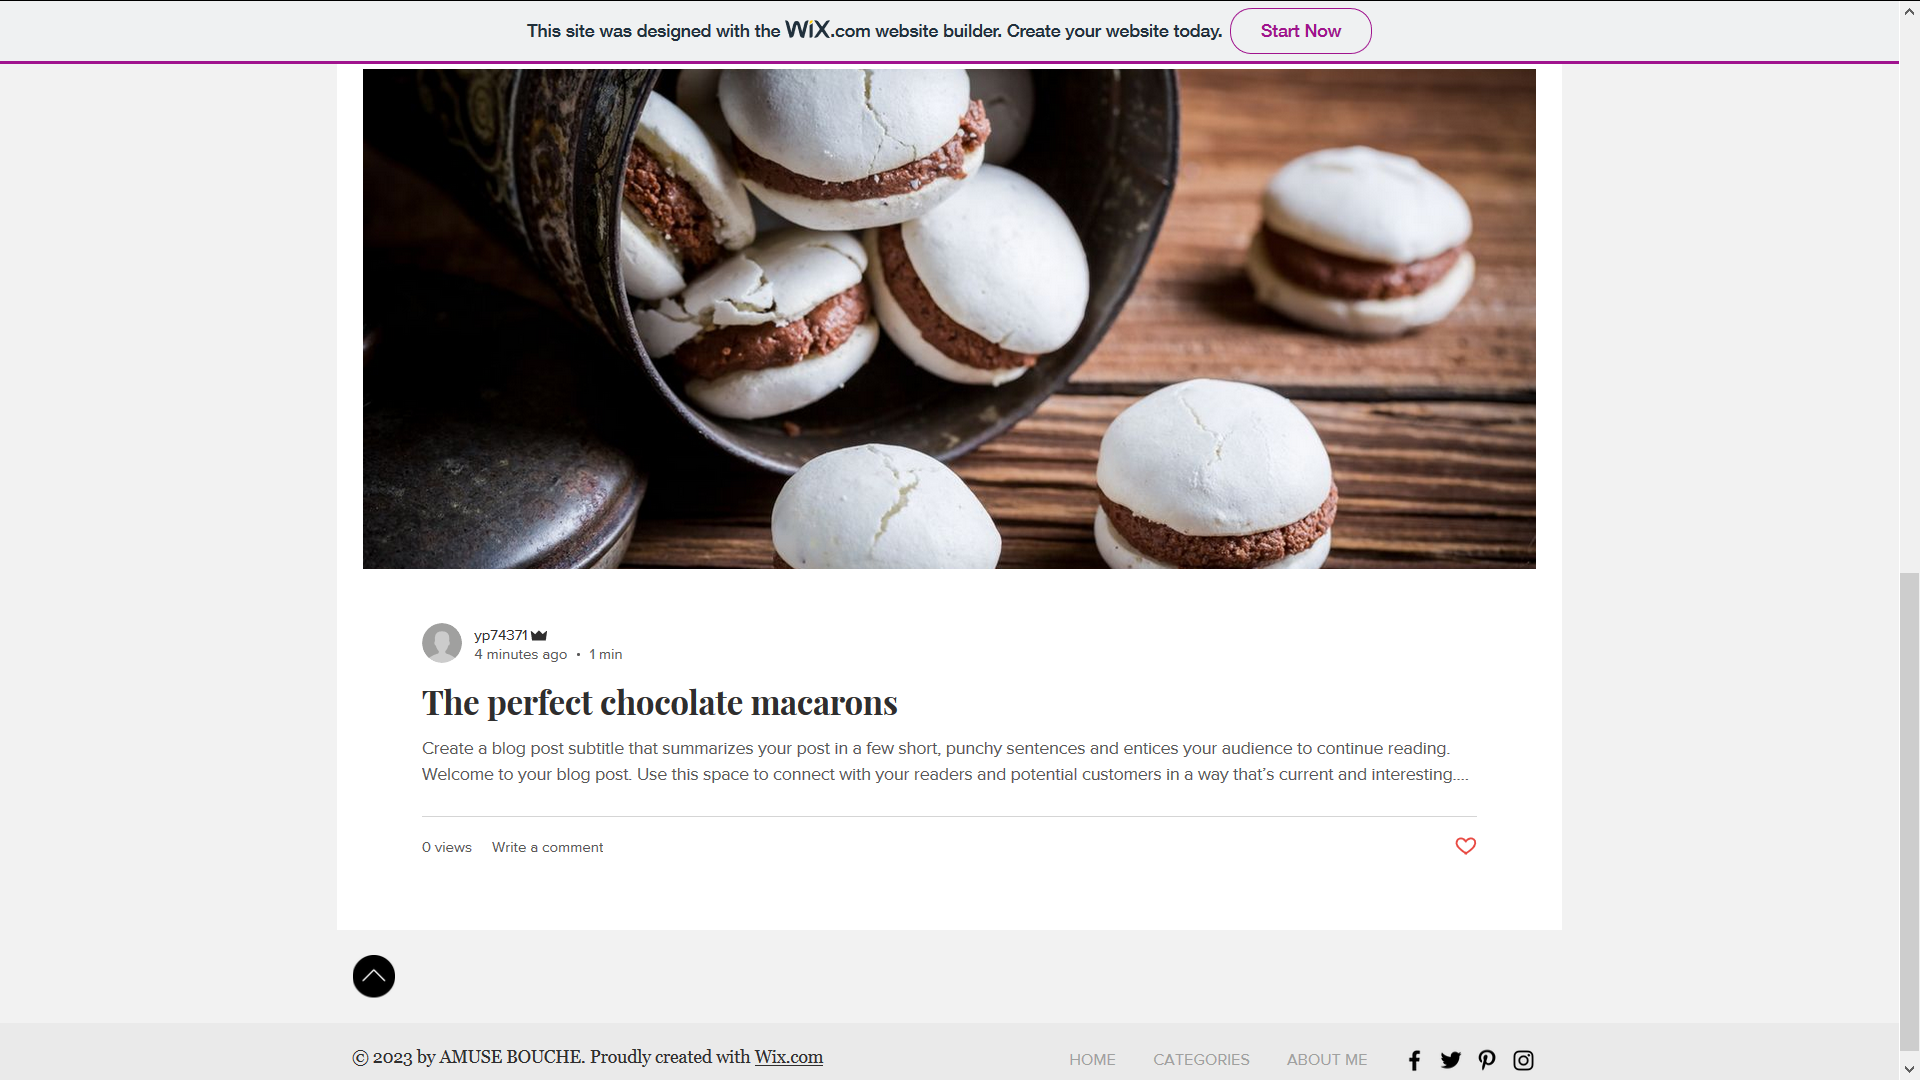 This site was designed with the WiX.com website builder. Create your website today. Start Now
yp74371
4 minutes ago • 1 min
The perfect chocolate macarons
Create a blog post subtitle that summarizes your post in a few short, punchy sentences and entices your audience to continue reading.
Welcome to your blog post. Use this space to connect with your readers and potential customers in a way that’s current and interesting....
0 views Write a comment
© 2023 by AMUSE BOUCHE. Proudly created with Wix.com HOME CATEGORIES ABOUT ME